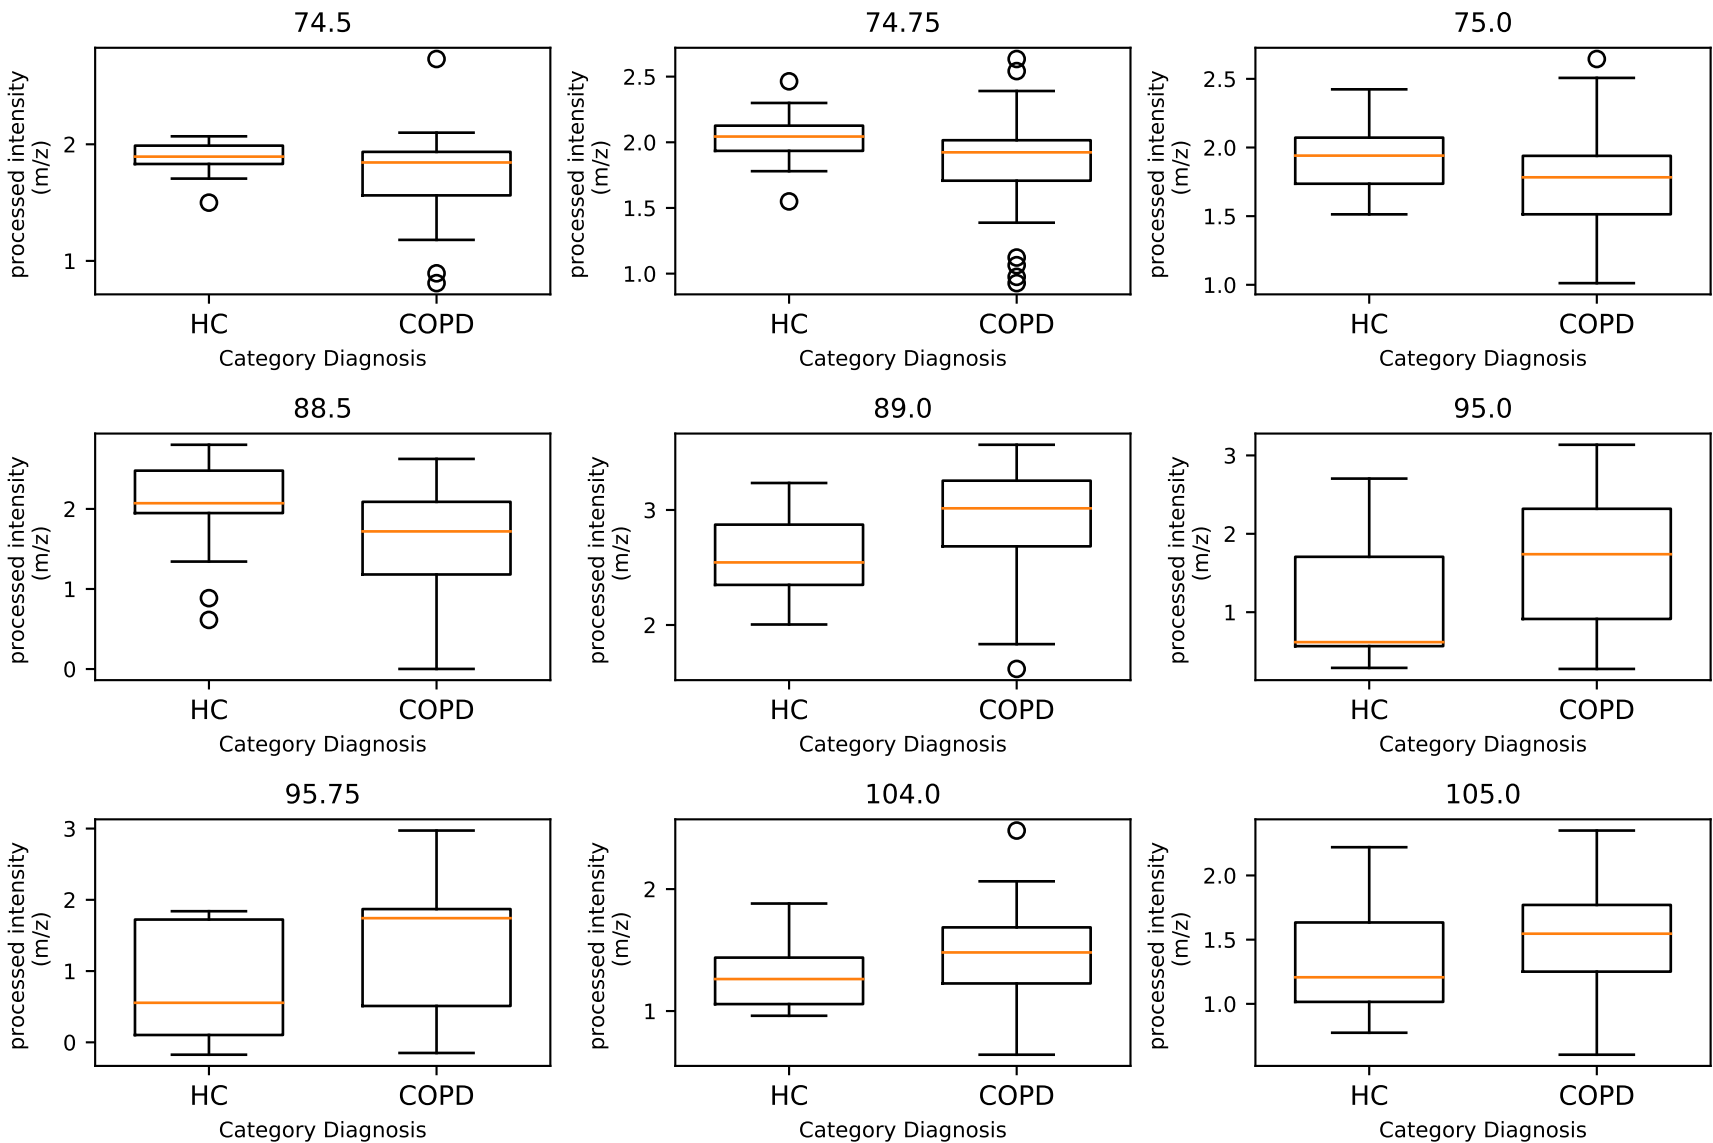 74.5
processed intensity
(m/z)
2
1
HC
COPD
Category Diagnosis
74.75
processed intensity
(m/z)
2.5
2.0
1.5
1.0
HC
COPD
Category Diagnosis
75.0
processed intensity
(m/z)
2.5
2.0
1.5
1.0
HC
COPD
Category Diagnosis
88.5
processed intensity
(m/z)
2
1
0
HC
COPD
Category Diagnosis
89.0
processed intensity
(m/z)
3
2
HC
COPD
Category Diagnosis
95.0
processed intensity
(m/z)
3
2
1
HC
COPD
Category Diagnosis
95.75
processed intensity
(m/z)
3
2
1
0
HC
COPD
Category Diagnosis
104.0
processed intensity
(m/z)
2
1
HC
COPD
Category Diagnosis
105.0
processed intensity
(m/z)
2.0
1.5
1.0
HC
COPD
Category Diagnosis